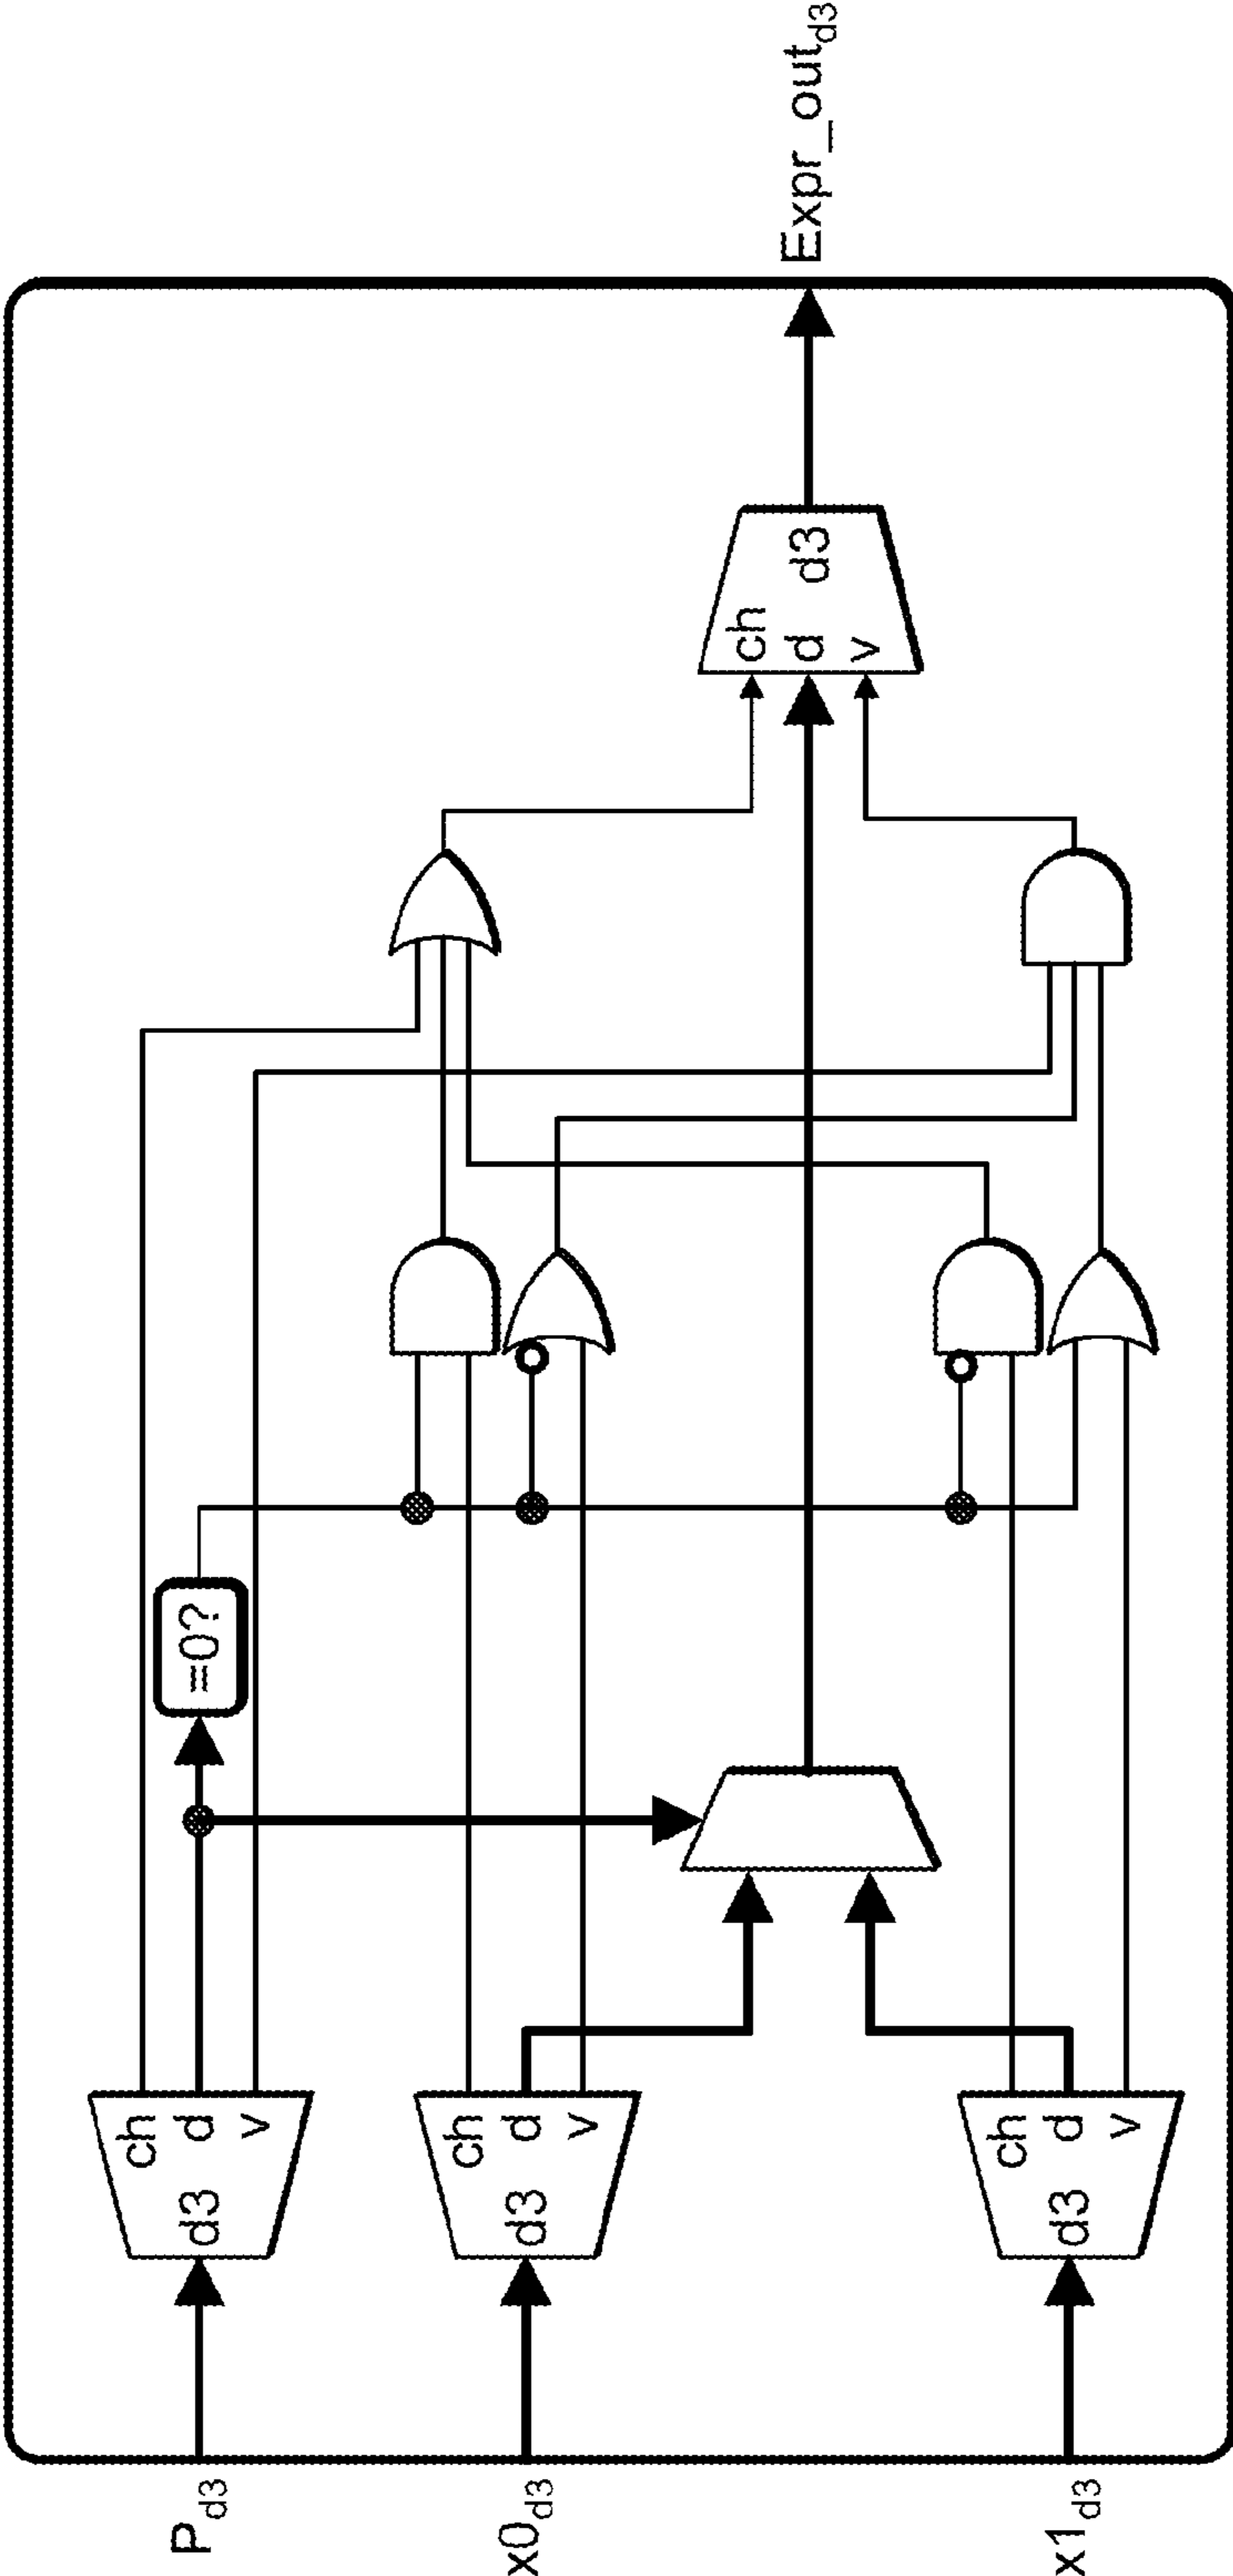 P_d3
d3
ch
d
v
=0?
x0_d3
d3
ch
d
v
x1_d3
d3
ch
d
v
ch
d
v
d3
Expr_out_d3